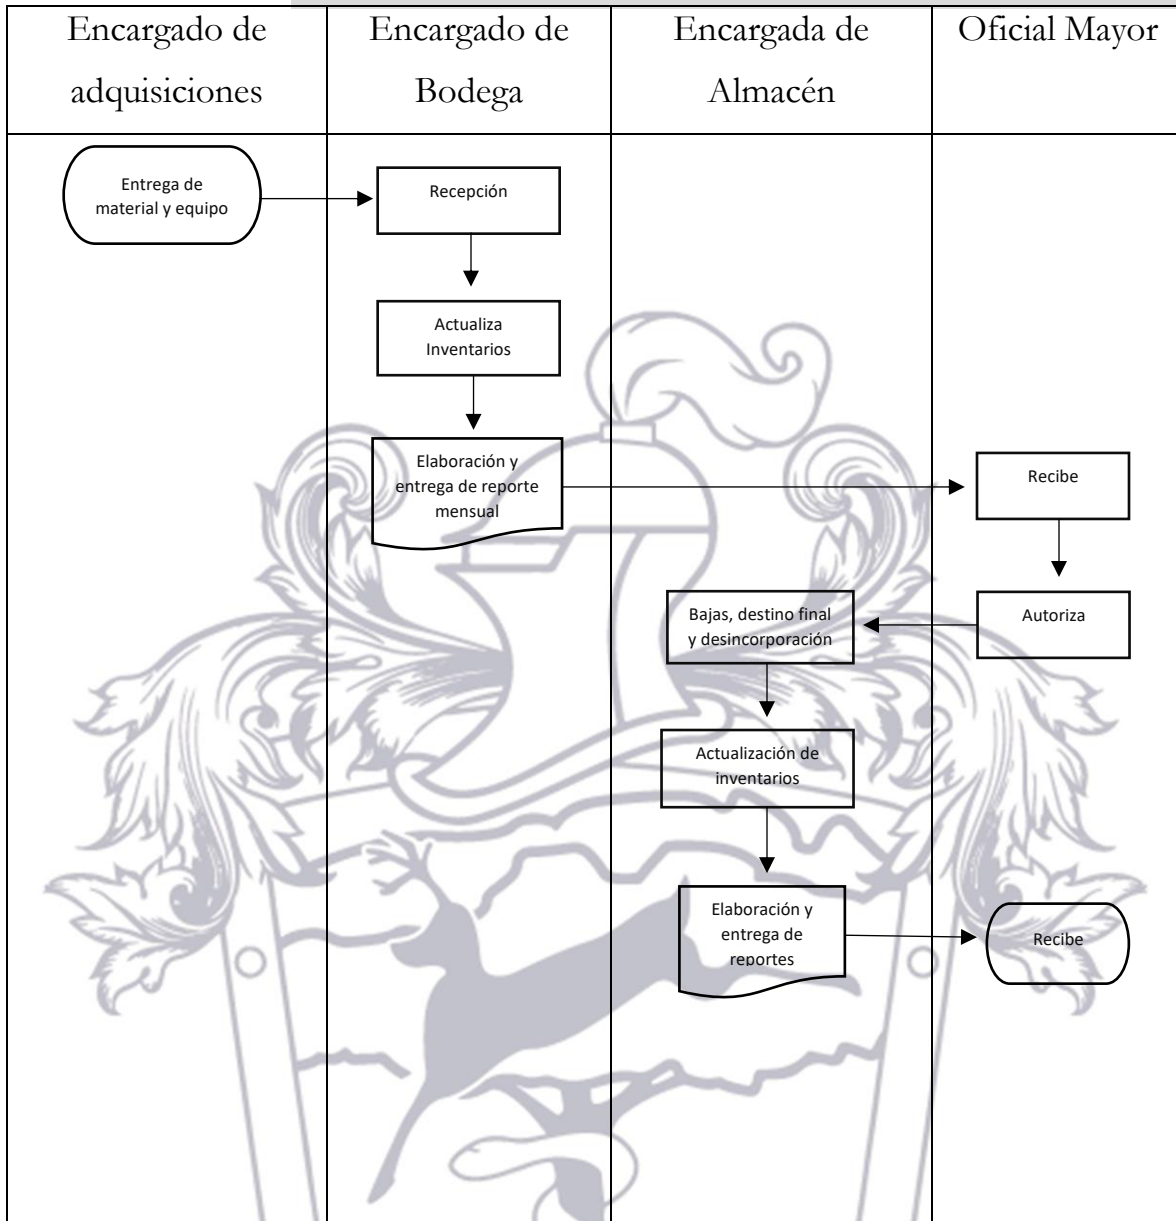 Encargado de
adquisiciones
Encargado de
Bodega
Encargada de
Almacén
Oficial Mayor
Entrega de
material y equipo
Recepción
Actualiza
Inventarios
Elaboración y
entrega de reporte
mensual
Recibe
Autoriza
Bajas, destino final
y desincorporación
Actualización de
inventarios
Elaboración y
entrega de
reportes
Recibe